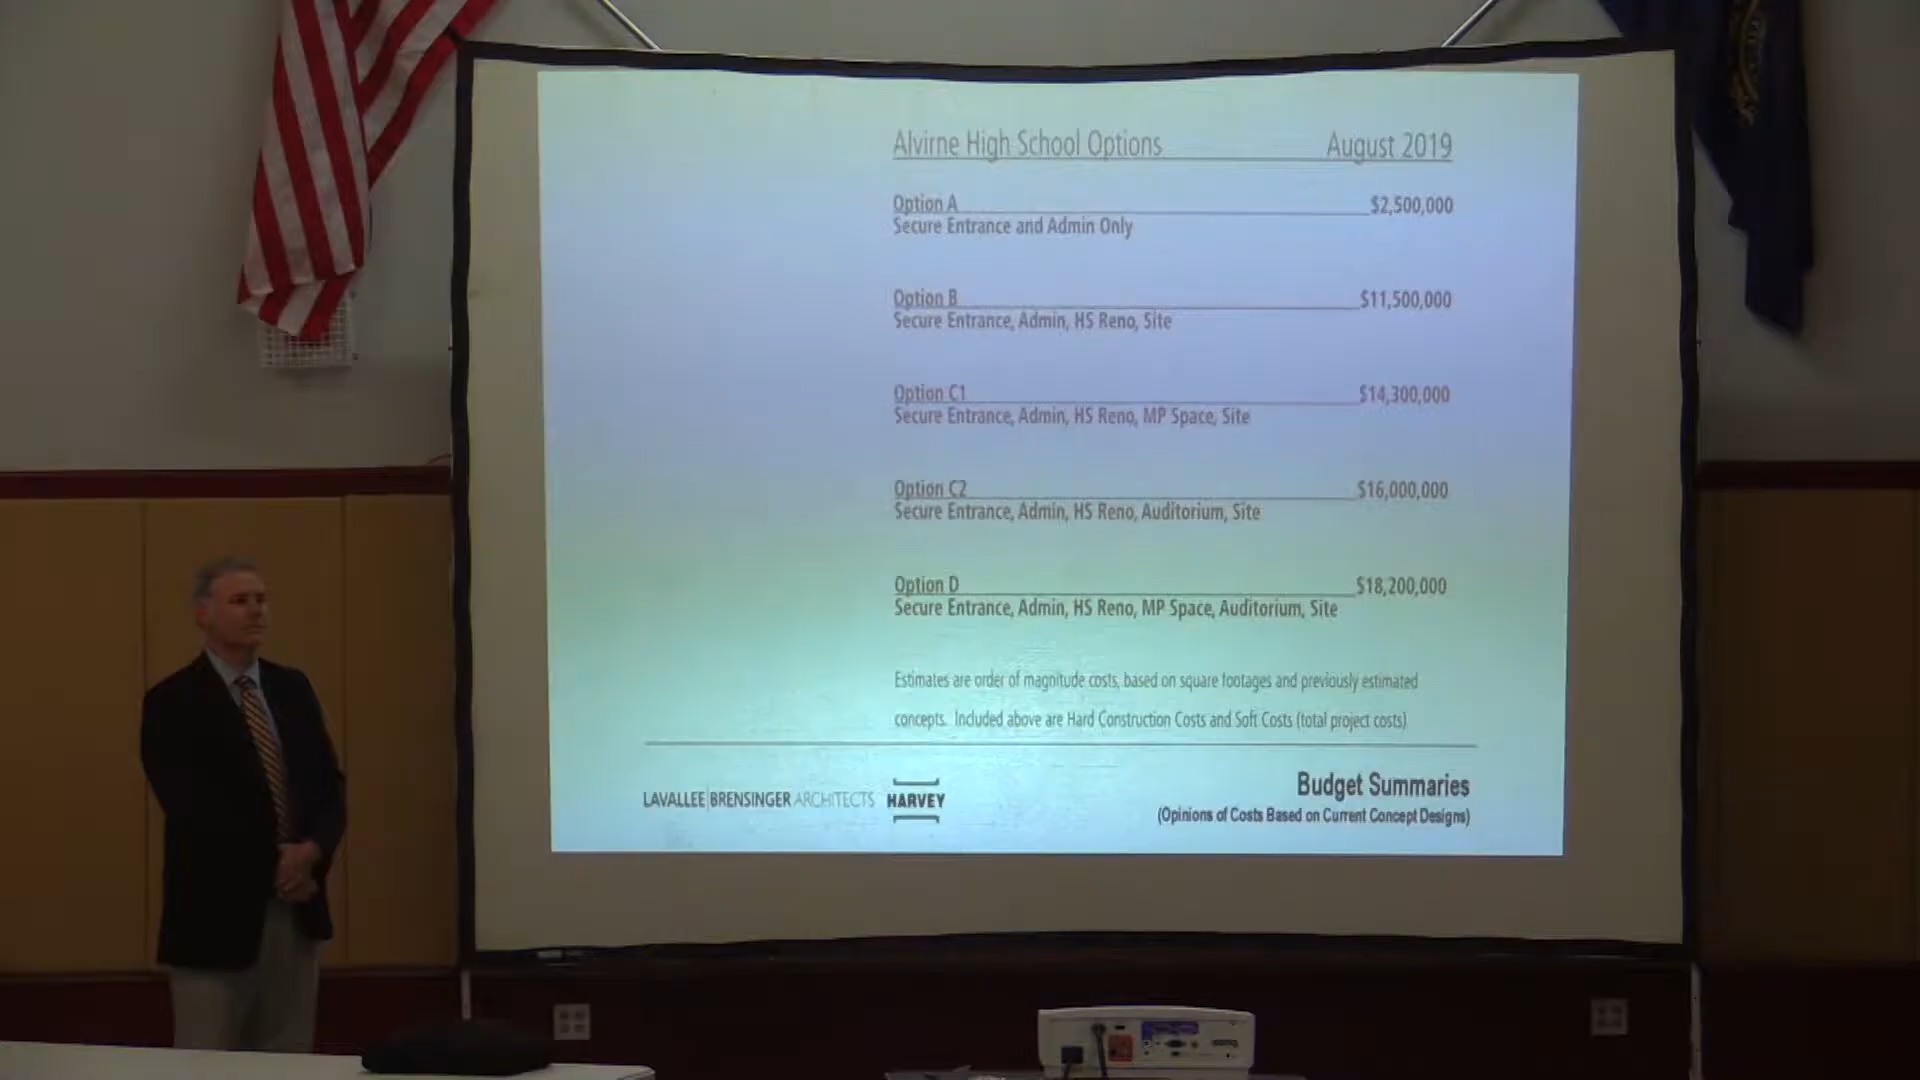 Alvirne High School Options August 2019
Option A $2,500,000
Secure Entrance and Admin Only
Option B $11,500,000
Secure Entrance, Admin, HS Reno, Site
Option C1 $14,300,000
Secure Entrance, Admin, HS Reno, MP Space, Site
Option C2 $16,000,000
Secure Entrance, Admin, HS Reno, Auditorium, Site
Option D $18,200,000
Secure Entrance, Admin, HS Reno, MP Space, Auditorium, Site
Estimates are order of magnitude costs, based on square footages and previously estimated
concepts. Included above are Hard Construction Costs and Soft Costs (total project costs)
Budget Summaries
LAVALLEE|BRENSINGER ARCHITECTS HARVEY
(Opinions of Costs Based on Current Concept Designs)